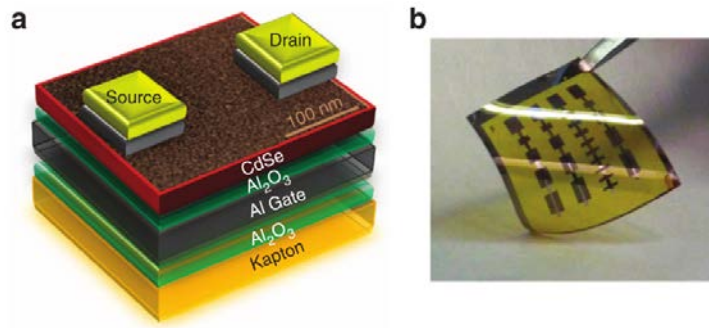 a
b
Drain
Source
100 nm
CdSe
Al₂O₃
Al Gate
Al₂O₃
Kapton